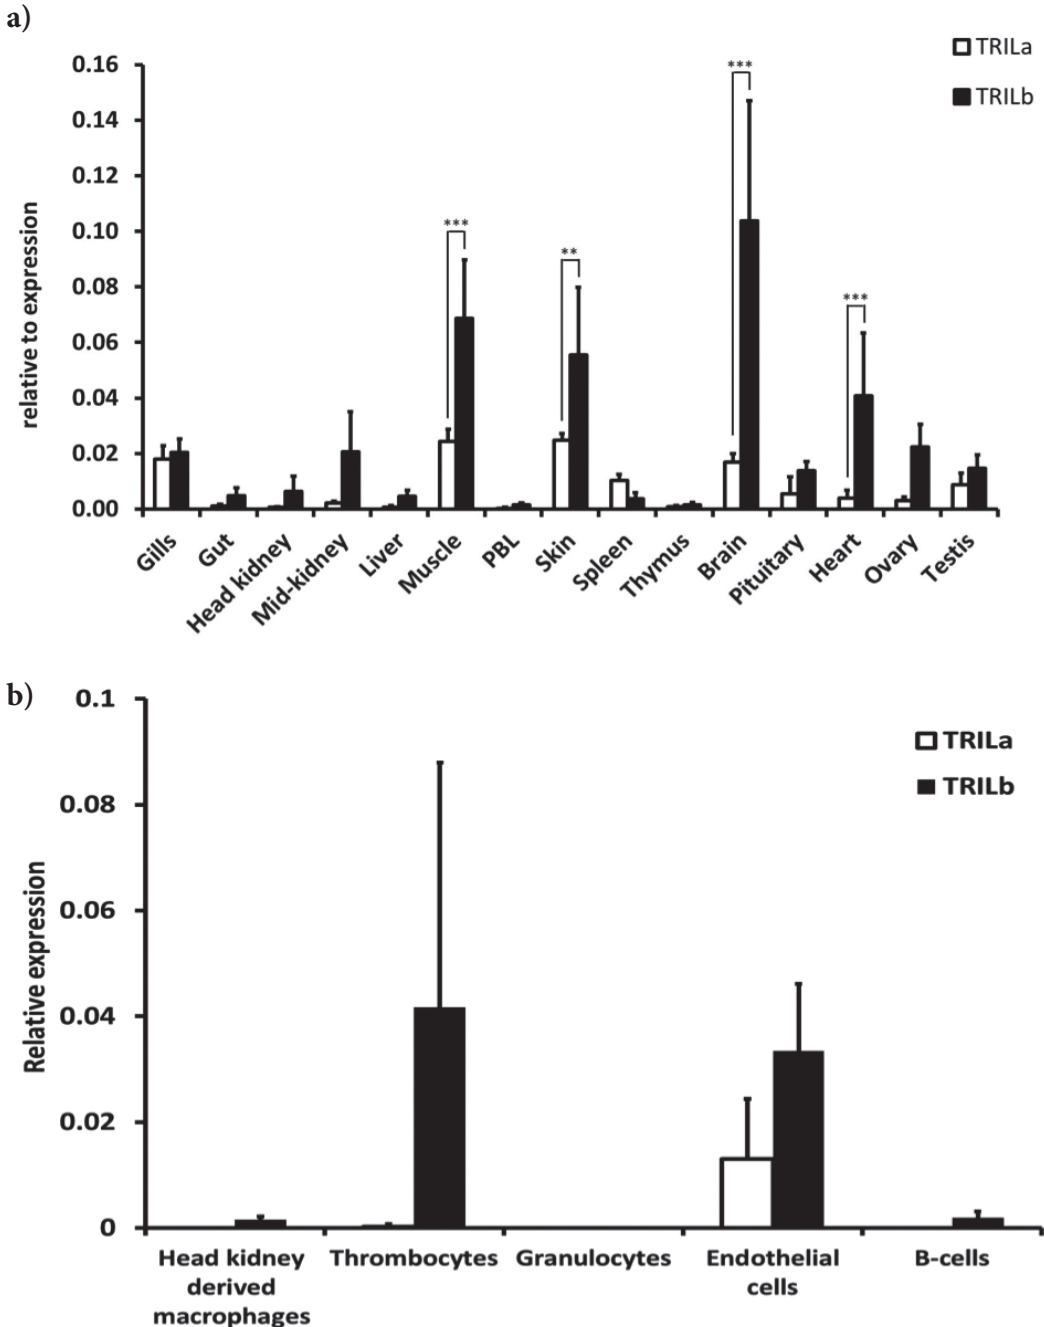 a)
TRILa
TRILb
0.16
0.14
0.12
0.10
0.08
0.06
0.04
0.02
0.00
relative to expression
***
**
***
***
Gills
Gut
Head kidney
Mid-kidney
Liver
Muscle
PBL
Skin
Spleen
Thymus
Brain
Pituitary
Heart
Ovary
Testis
b)
TRILa
TRILb
0.1
0.08
0.06
0.04
0.02
0
Relative expression
Head kidney
derived
macrophages
Thrombocytes
Granulocytes
Endothelial
cells
B-cells